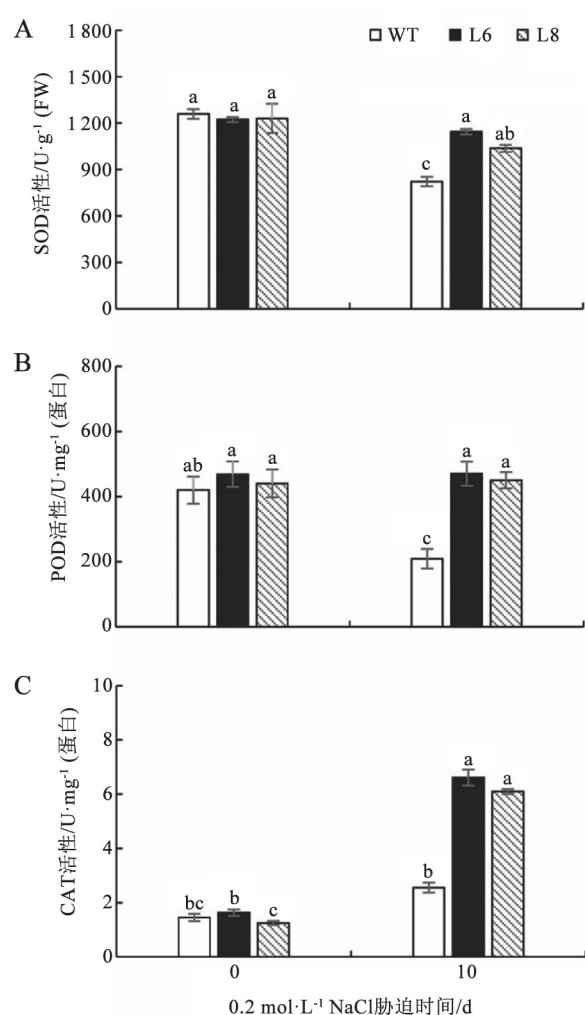 A
WT L6 L8
SOD活性/U·g⁻¹ (FW)
1 800
1 500
1 200
900
600
300
0
a a a
c a ab
B
POD活性/U·mg⁻¹ (蛋白)
800
600
400
200
0
ab a a
c a a
C
CAT活性/U·mg⁻¹ (蛋白)
10
8
6
4
2
0
bc b c
b a a
0 10
0.2 mol·L⁻¹ NaCl胁迫时间/d